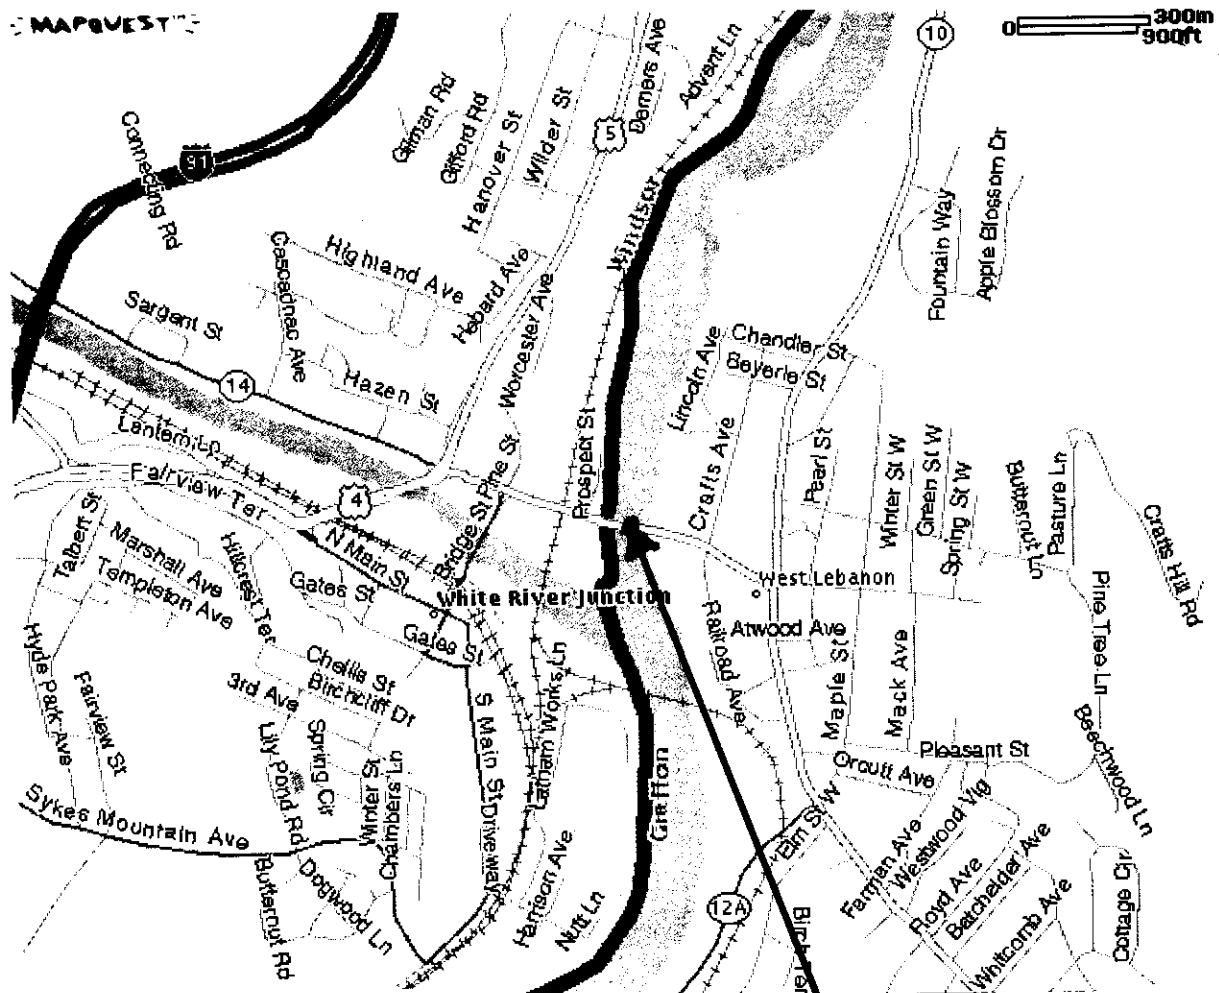 MAPQUEST
0 300m
900ft
10
5
91
14
4
12A
Connecting Rd
Gilman Rd
Gifford Rd
Hanover St
Wilder St
Demers Ave
Advent Ln
Windsor
Fountain Way
Apple Blossom Dr
Highland Ave
Cascadnac Ave
Hebard Ave
Worcester Ave
Sargent St
Hazen St
Lincoln Ave
Chandler St
Beyerle St
Crafts Ave
Prospect St
Pearl St
Winter St W
Green St W
Spring St W
Butternut Ln
Pasture Ln
Crafts Hill Rd
Lantern Ln
Fairview Ter
Pine St
Bridge St
N Main St
Talbert St
Marshall Ave
Templeton Ave
Hillcrest Ter
Gates St
White River Junction
Gates St
West Lebanon
Atwood Ave
Railroad Ave
Maple St
Mack Ave
Pine Tree Ln
Hyde Park Ave
Fairview St
Chellis St
Birchcliff Dr
3rd Ave
Lily Pond Rd
Spring Cir
Winter St
Chambers Ln
S Main St
Driveway
Latham Works Ln
Grafton
Pleasant St
Orcutt Ave
Beechwood Ln
Elm St W
Westwood Vlg
Farman Ave
Floyd Ave
Batchelder Ave
Whitcomb Ave
Cottage Cir
Sykes Mountain Ave
Butternut Rd
Dogwood Ln
Harrison Ave
Nutt Ln